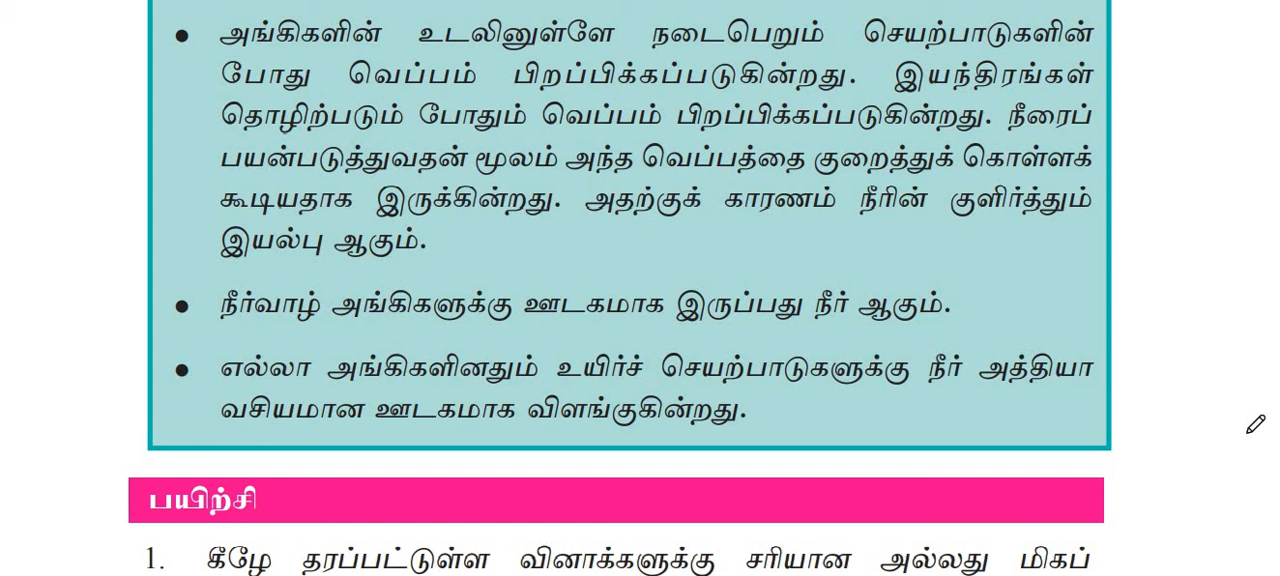 ● அங்கிகளின் உடலினுள்ளே நடைபெறும் செயற்பாடுகளின்
போது வெப்பம் பிறப்பிக்கப்படுகின்றது. இயந்திரங்கள்
தொழிற்படும் போதும் வெப்பம் பிறப்பிக்கப்படுகின்றது. நீரைப்
பயன்படுத்துவதன் மூலம் அந்த வெப்பத்தை குறைத்துக் கொள்ளக்
கூடியதாக இருக்கின்றது. அதற்குக் காரணம் நீரின் குளிர்த்தும்
இயல்பு ஆகும்.
● நீர்வாழ் அங்கிகளுக்கு ஊடகமாக இருப்பது நீர் ஆகும்.
● எல்லா அங்கிகளினதும் உயிர்ச் செயற்பாடுகளுக்கு நீர் அத்தியா
வசியமான ஊடகமாக விளங்குகின்றது.
பயிற்சி
1. கீழே தரப்பட்டுள்ள வினாக்களுக்கு சரியான அல்லது மிகப்